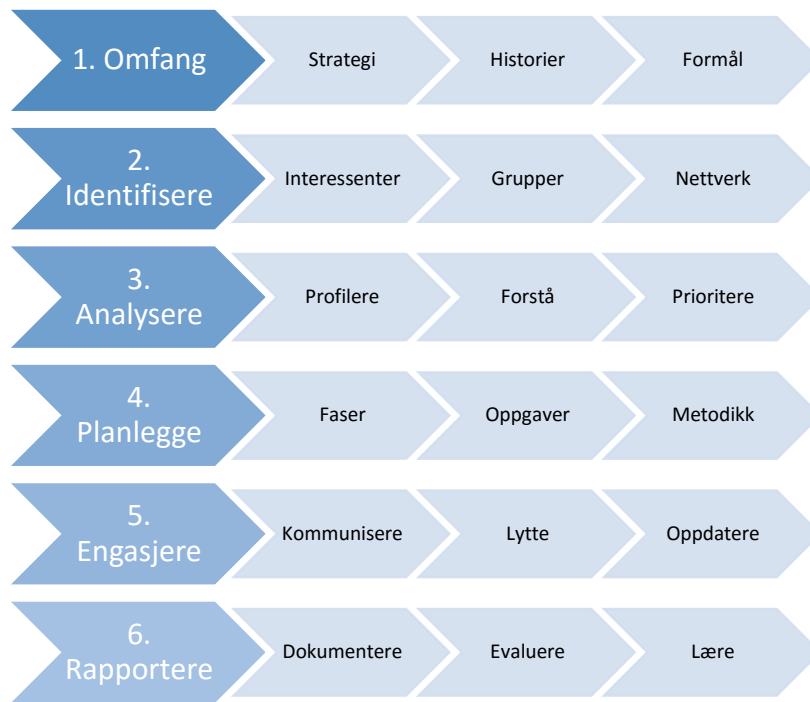 1. Omfang
Strategi
Historier
Formål
2.
Identifisere
Interessenter
Grupper
Nettverk
3.
Analysere
Profilere
Forstå
Prioritere
4.
Planlegge
Faser
Oppgaver
Metodikk
5.
Engasjere
Kommunisere
Lytte
Oppdatere
6.
Rapportere
Dokumentere
Evaluere
Lære